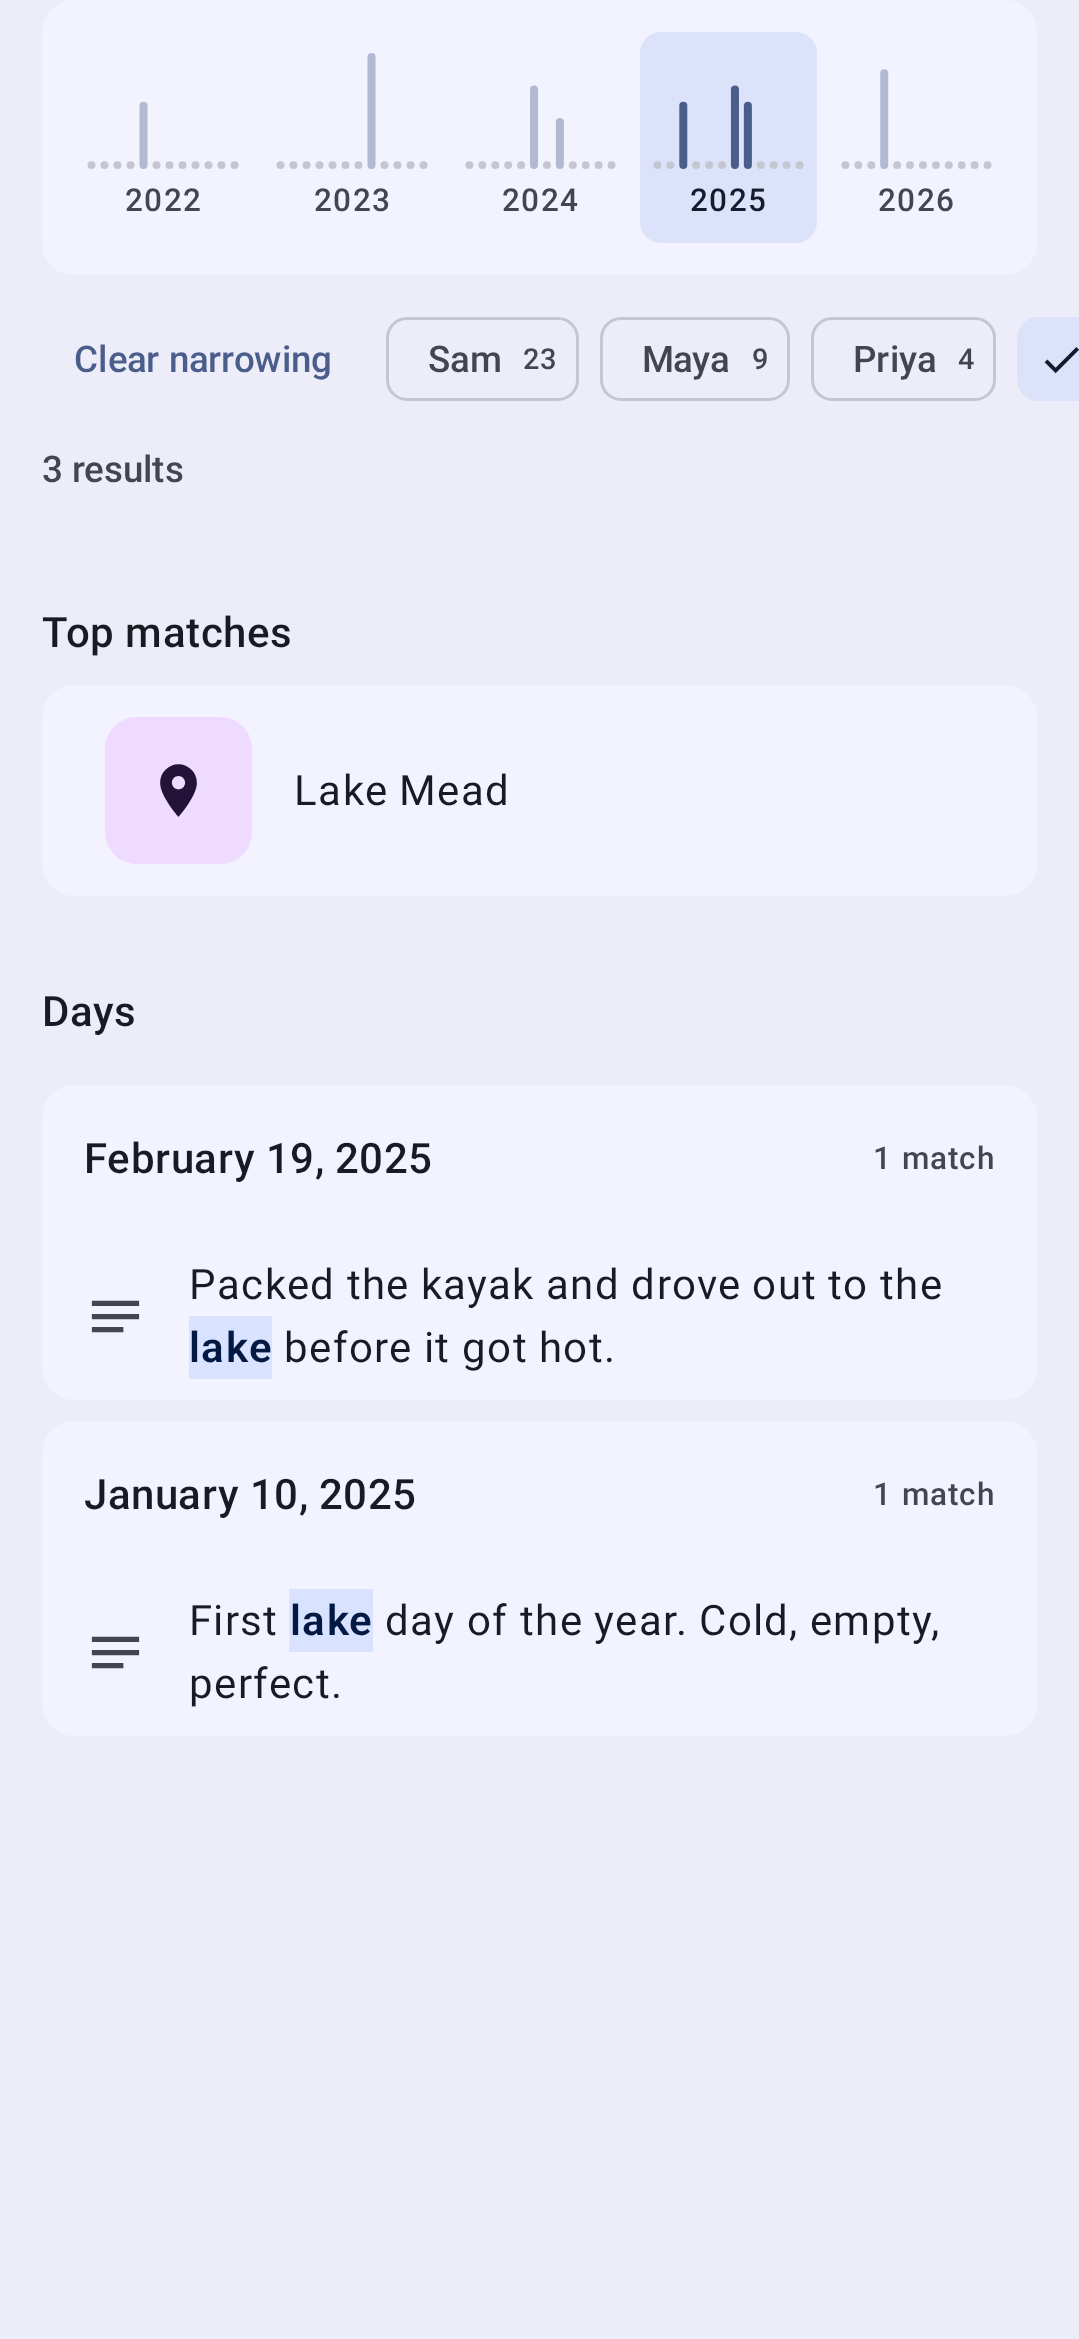 2022 2023 2024 2025 2026
Clear narrowing Sam 23 Maya 9 Priya 4
3 results
Top matches
Lake Mead
Days
February 19, 2025 1 match
Packed the kayak and drove out to the
lake before it got hot.
January 10, 2025 1 match
First lake day of the year. Cold, empty,
perfect.